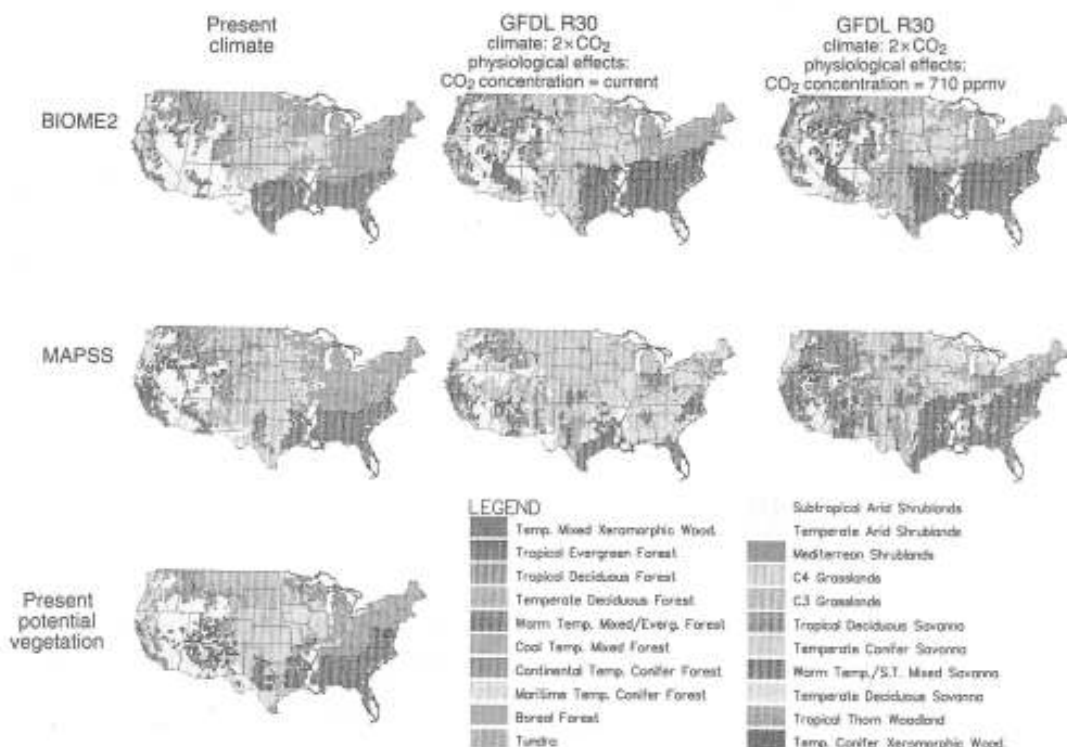 Present
climate
GFDL R30
climate: 2×CO₂
physiological effects:
CO₂ concentration = current
GFDL R30
climate: 2×CO₂
physiological effects:
CO₂ concentration = 710 ppmv
BIOME2
MAPSS
Present
potential
vegetation
LEGEND
Temp. Mixed Xeromorphic Wood.
Tropical Evergreen Forest
Tropical Deciduous Forest
Temperate Deciduous Forest
Warm Temp. Mixed/Everg. Forest
Cool Temp. Mixed Forest
Continental Temp. Conifer Forest
Maritime Temp. Conifer Forest
Boreal Forest
Tundra
Subtropical Arid Shrublands
Temperate Arid Shrublands
Mediterrean Shrublands
C4 Grasslands
C3 Grasslands
Tropical Deciduous Savanna
Temperate Conifer Savanna
Warm Temp./S.T. Mixed Savanna
Temperate Deciduous Savanna
Tropical Thorn Woodland
Temp. Conifer Xeromorphic Wood.